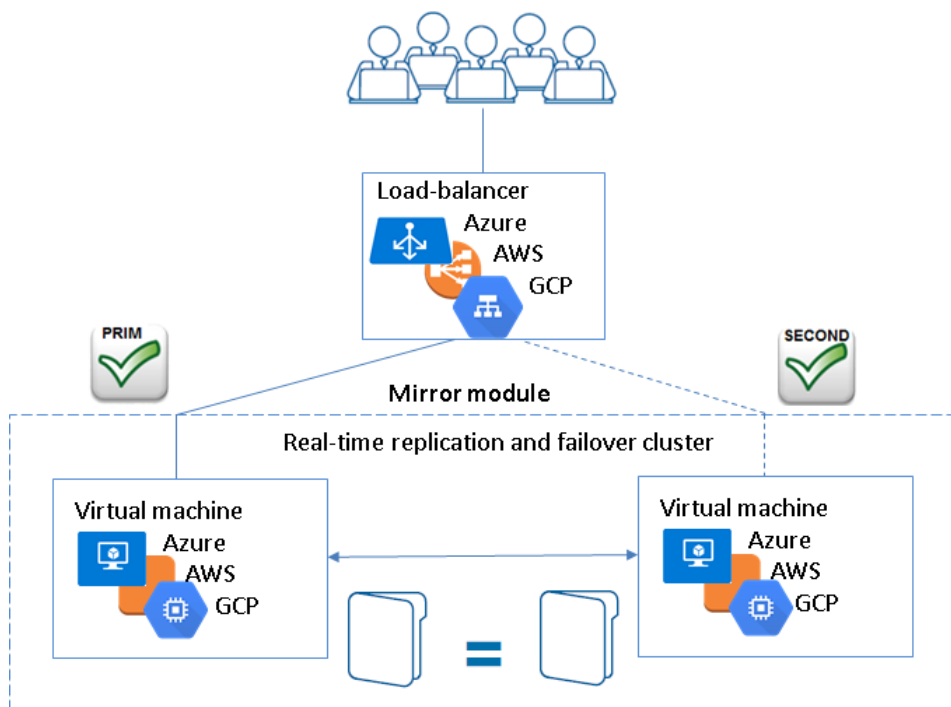 Load-balancer
Azure
AWS
GCP
PRIM
SECOND
Mirror module
Real-time replication and failover cluster
Virtual machine
Azure
AWS
GCP
Virtual machine
Azure
AWS
GCP
=